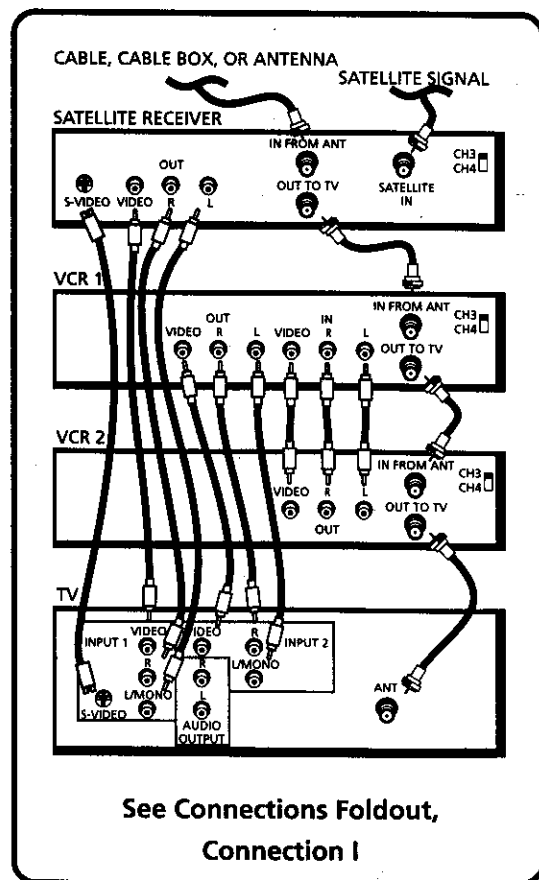 CABLE, CABLE BOX, OR ANTENNA
SATELLITE SIGNAL
SATELLITE RECEIVER
IN FROM ANT
OUT
CH3
CH4
S-VIDEO
VIDEO
R
L
OUT TO TV
SATELLITE
IN
VCR 1
IN FROM ANT
CH3
CH4
OUT
IN
VIDEO
R
L
VIDEO
R
L
OUT TO TV
VCR 2
IN FROM ANT
CH3
CH4
VIDEO
R
L
OUT TO TV
OUT
TV
INPUT 1
VIDEO
VIDEO
R
INPUT 2
R
R
L/MONO
L/MONO
L
S-VIDEO
AUDIO
OUTPUT
ANT
See Connections Foldout,
Connection I